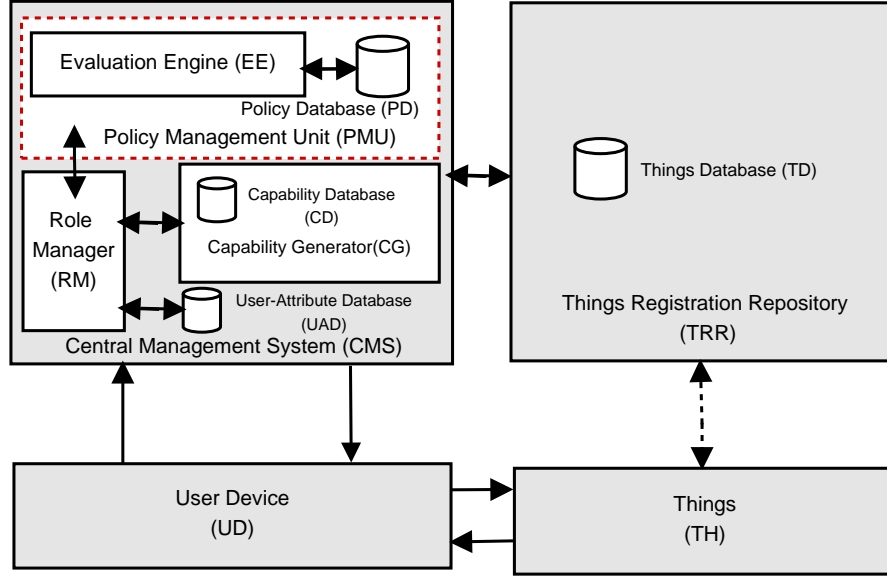 Evaluation Engine (EE)
Policy Database (PD)
Policy Management Unit (PMU)
Role
Manager
(RM)
Capability Database
(CD)
Capability Generator(CG)
User-Attribute Database
(UAD)
Central Management System (CMS)
Things Database (TD)
Things Registration Repository
(TRR)
User Device
(UD)
Things
(TH)